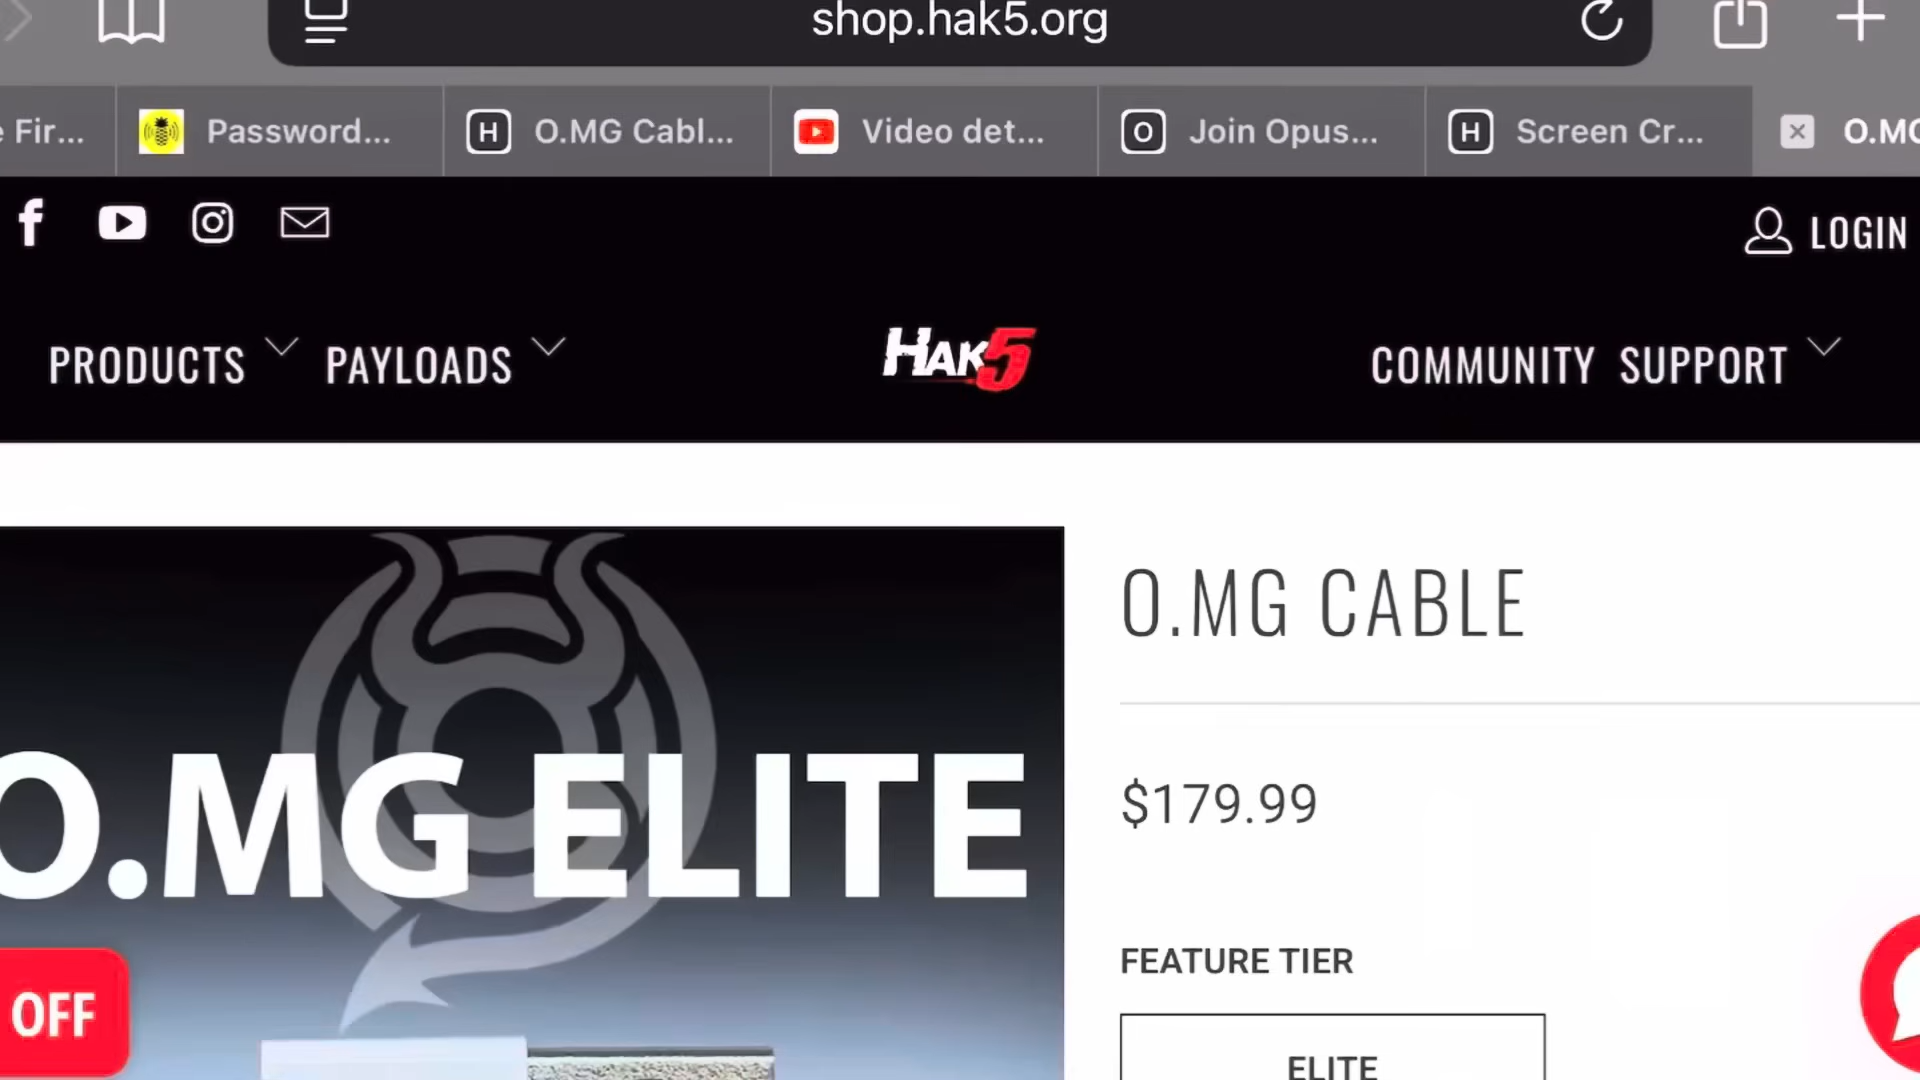 shop.hak5.org
e Fir...
Password...
H O.MG Cabl...
Video det...
O Join Opus...
H Screen Cr...
O.MG
LOGIN
PRODUCTS PAYLOADS
HAK5
COMMUNITY SUPPORT
O.MG ELITE
OFF
O.MG CABLE
$179.99
FEATURE TIER
ELITE